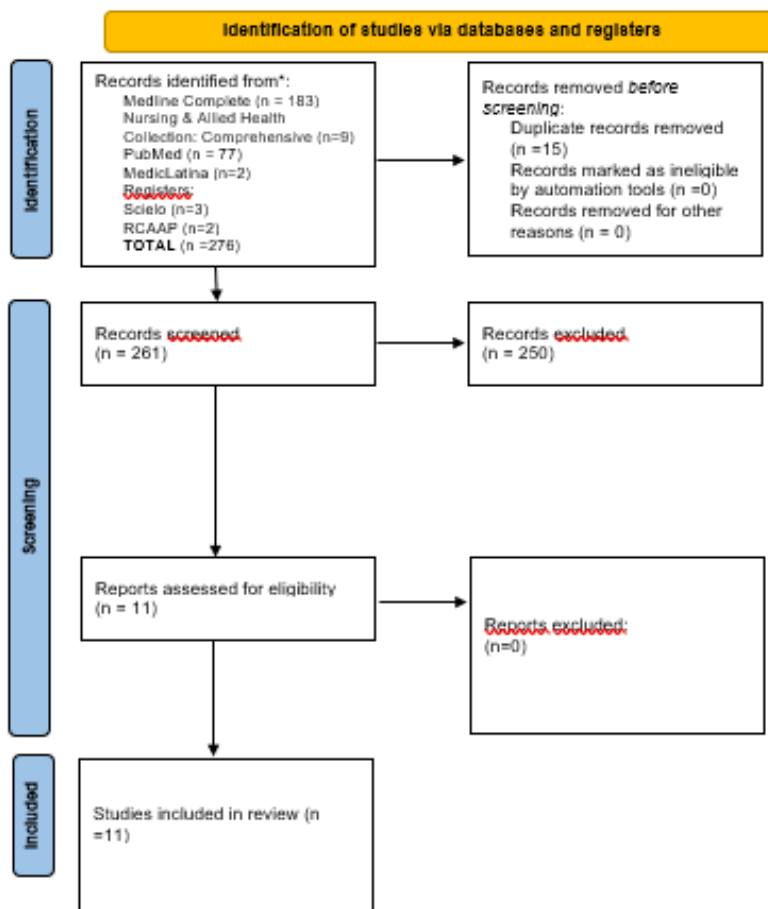 Identification of studies via databases and registers
Identification
Records identified from*:
Medline Complete (n = 183)
Nursing & Allied Health
Collection: Comprehensive (n=9)
PubMed (n = 77)
MedicLatina (n=2)
Registers:
Scielo (n=3)
RCAAP (n=2)
TOTAL (n =276)
Records removed before
screening:
Duplicate records removed
(n =15)
Records marked as ineligible
by automation tools (n =0)
Records removed for other
reasons (n = 0)
Screening
Records screened
(n = 261)
Records excluded
(n = 250)
Reports assessed for eligibility
(n = 11)
Reports excluded:
(n=0)
Included
Studies included in review (n
=11)